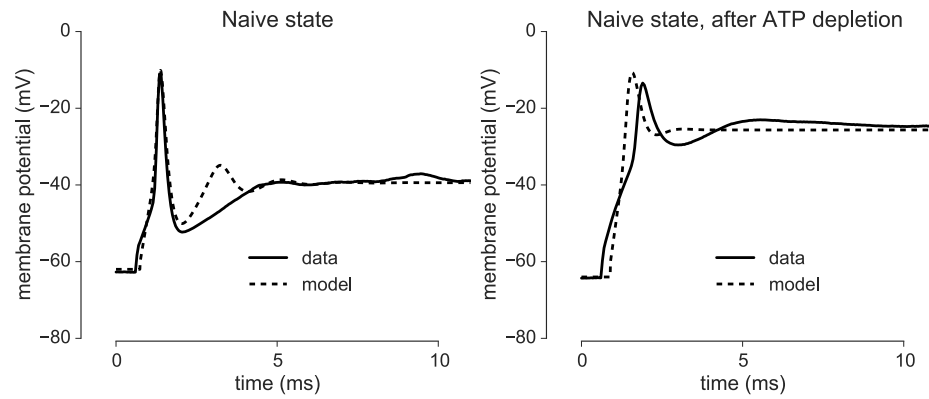 Naive state
membrane potential (mV)
0
−20
−40
−60
−80
data
model
0
5
10
time (ms)
Naive state, after ATP depletion
membrane potential (mV)
0
−20
−40
−60
−80
data
model
0
5
10
time (ms)